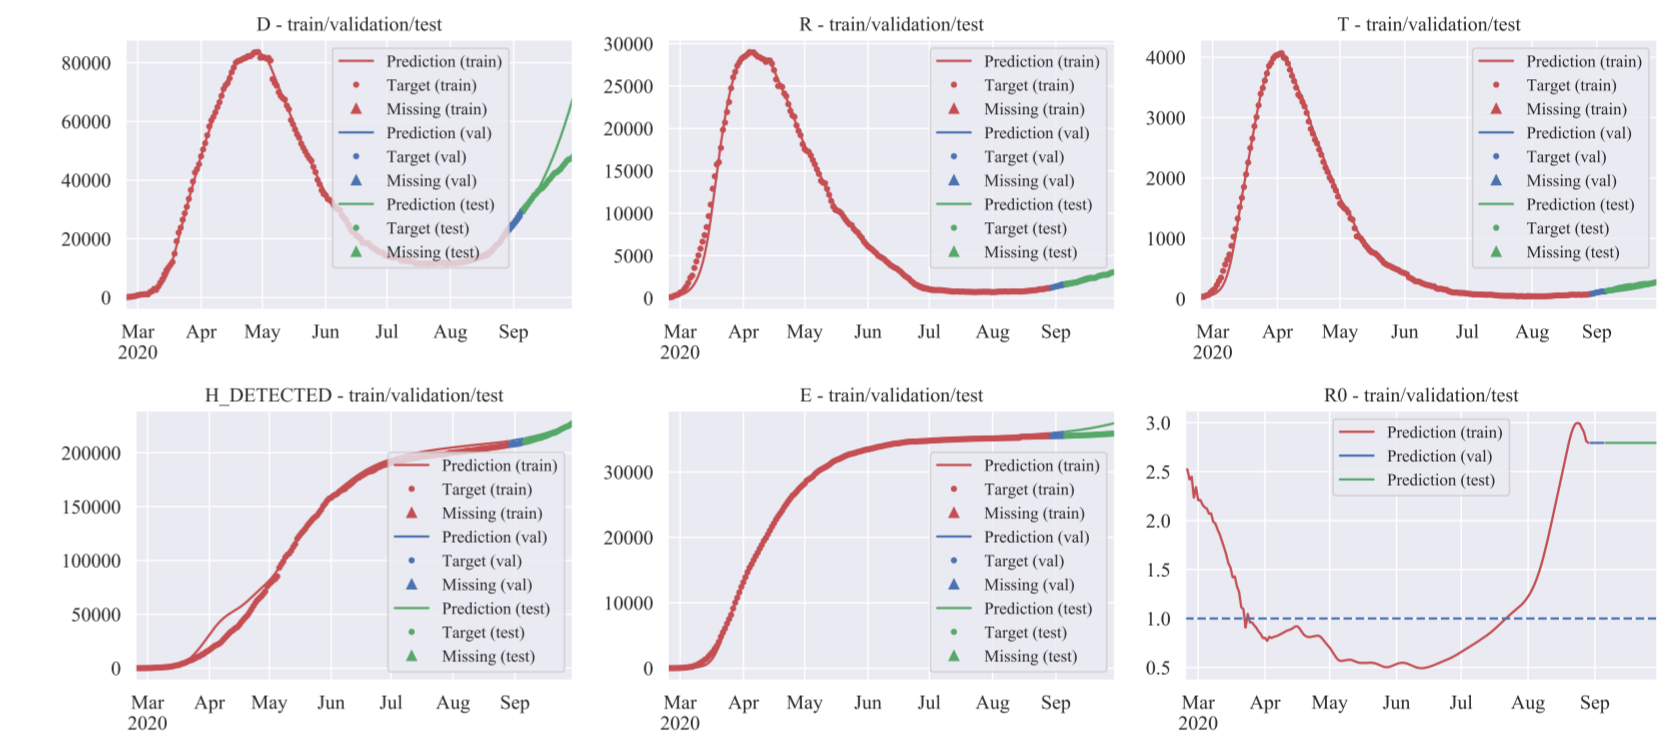 D - train/validation/test
80000
60000
40000
20000
0
Prediction (train)
Target (train)
Missing (train)
Prediction (val)
Target (val)
Missing (val)
Prediction (test)
Target (test)
Missing (test)
Mar Apr May Jun Jul Aug Sep
2020
R - train/validation/test
30000
25000
20000
15000
10000
5000
0
Prediction (train)
Target (train)
Missing (train)
Prediction (val)
Target (val)
Missing (val)
Prediction (test)
Target (test)
Missing (test)
Mar Apr May Jun Jul Aug Sep
2020
T - train/validation/test
4000
3000
2000
1000
0
Prediction (train)
Target (train)
Missing (train)
Prediction (val)
Target (val)
Missing (val)
Prediction (test)
Target (test)
Missing (test)
Mar Apr May Jun Jul Aug Sep
2020
H_DETECTED - train/validation/test
200000
150000
100000
50000
0
Prediction (train)
Target (train)
Missing (train)
Prediction (val)
Target (val)
Missing (val)
Prediction (test)
Target (test)
Missing (test)
Mar Apr May Jun Jul Aug Sep
2020
E - train/validation/test
30000
20000
10000
0
Prediction (train)
Target (train)
Missing (train)
Prediction (val)
Target (val)
Missing (val)
Prediction (test)
Target (test)
Missing (test)
Mar Apr May Jun Jul Aug Sep
2020
R0 - train/validation/test
3.0
2.5
2.0
1.5
1.0
0.5
Prediction (train)
Prediction (val)
Prediction (test)
Mar Apr May Jun Jul Aug Sep
2020